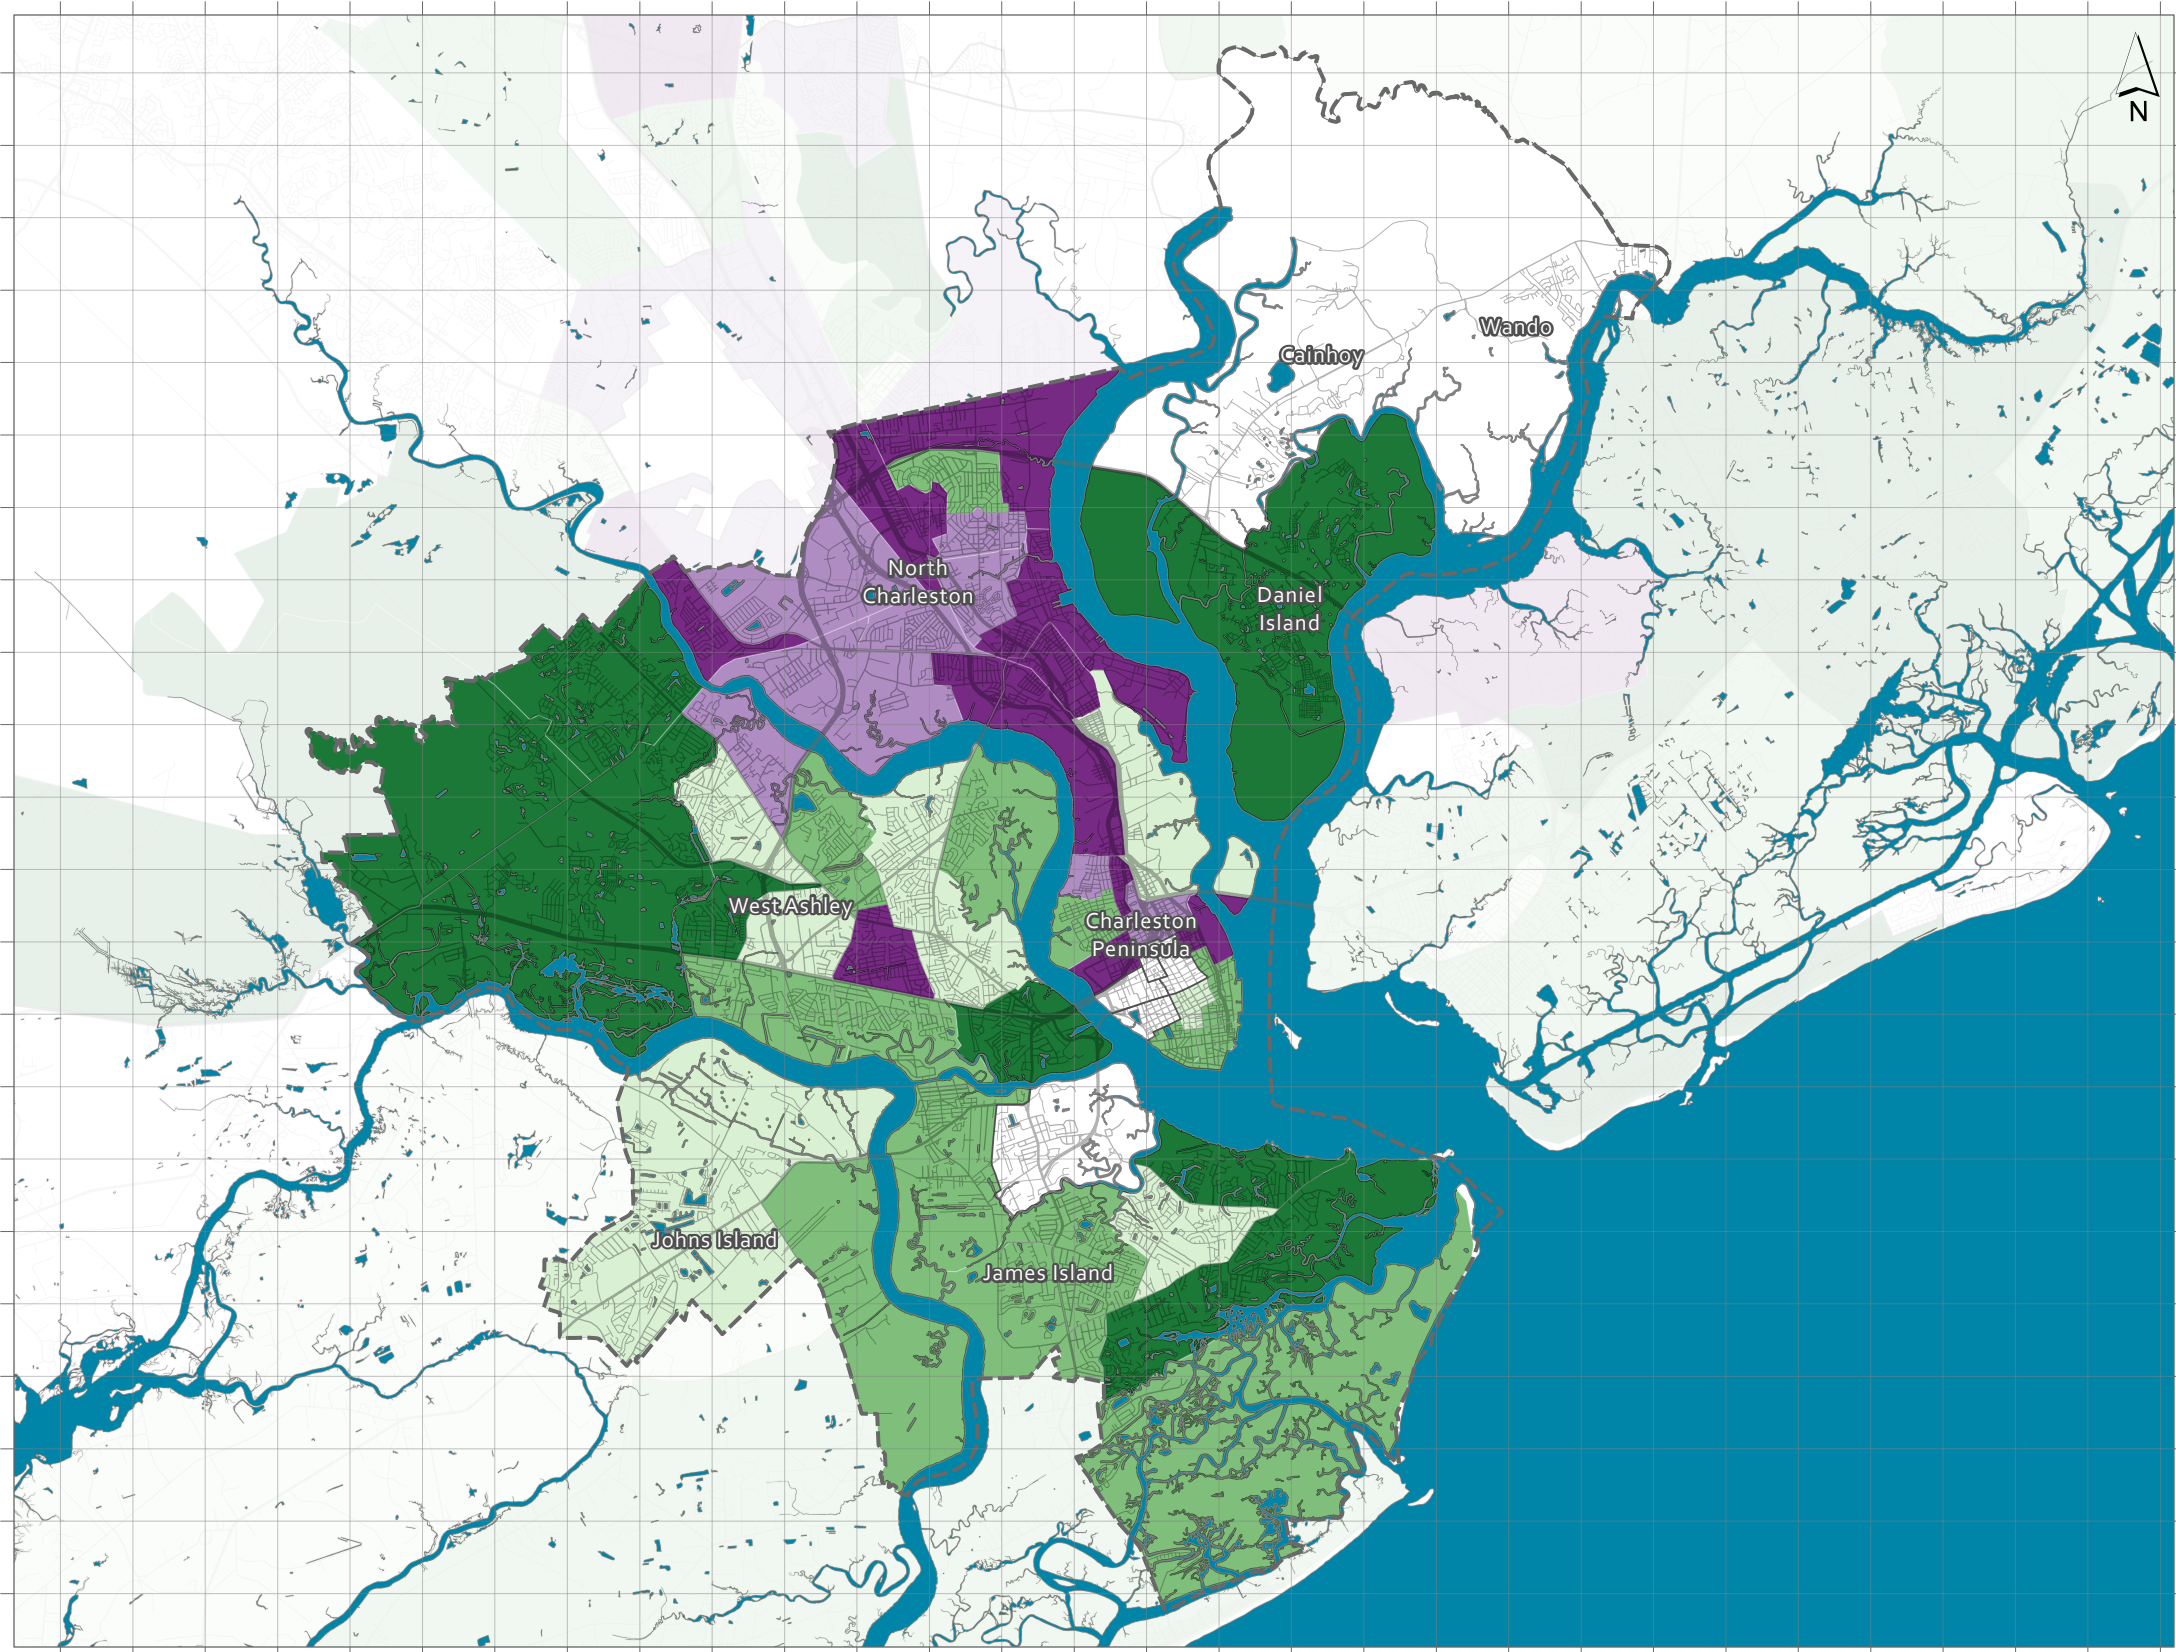 N
Wando
Cainhoy
North
Charleston
Daniel
Island
West Ashley
Charleston
Peninsula
Johns Island
James Island